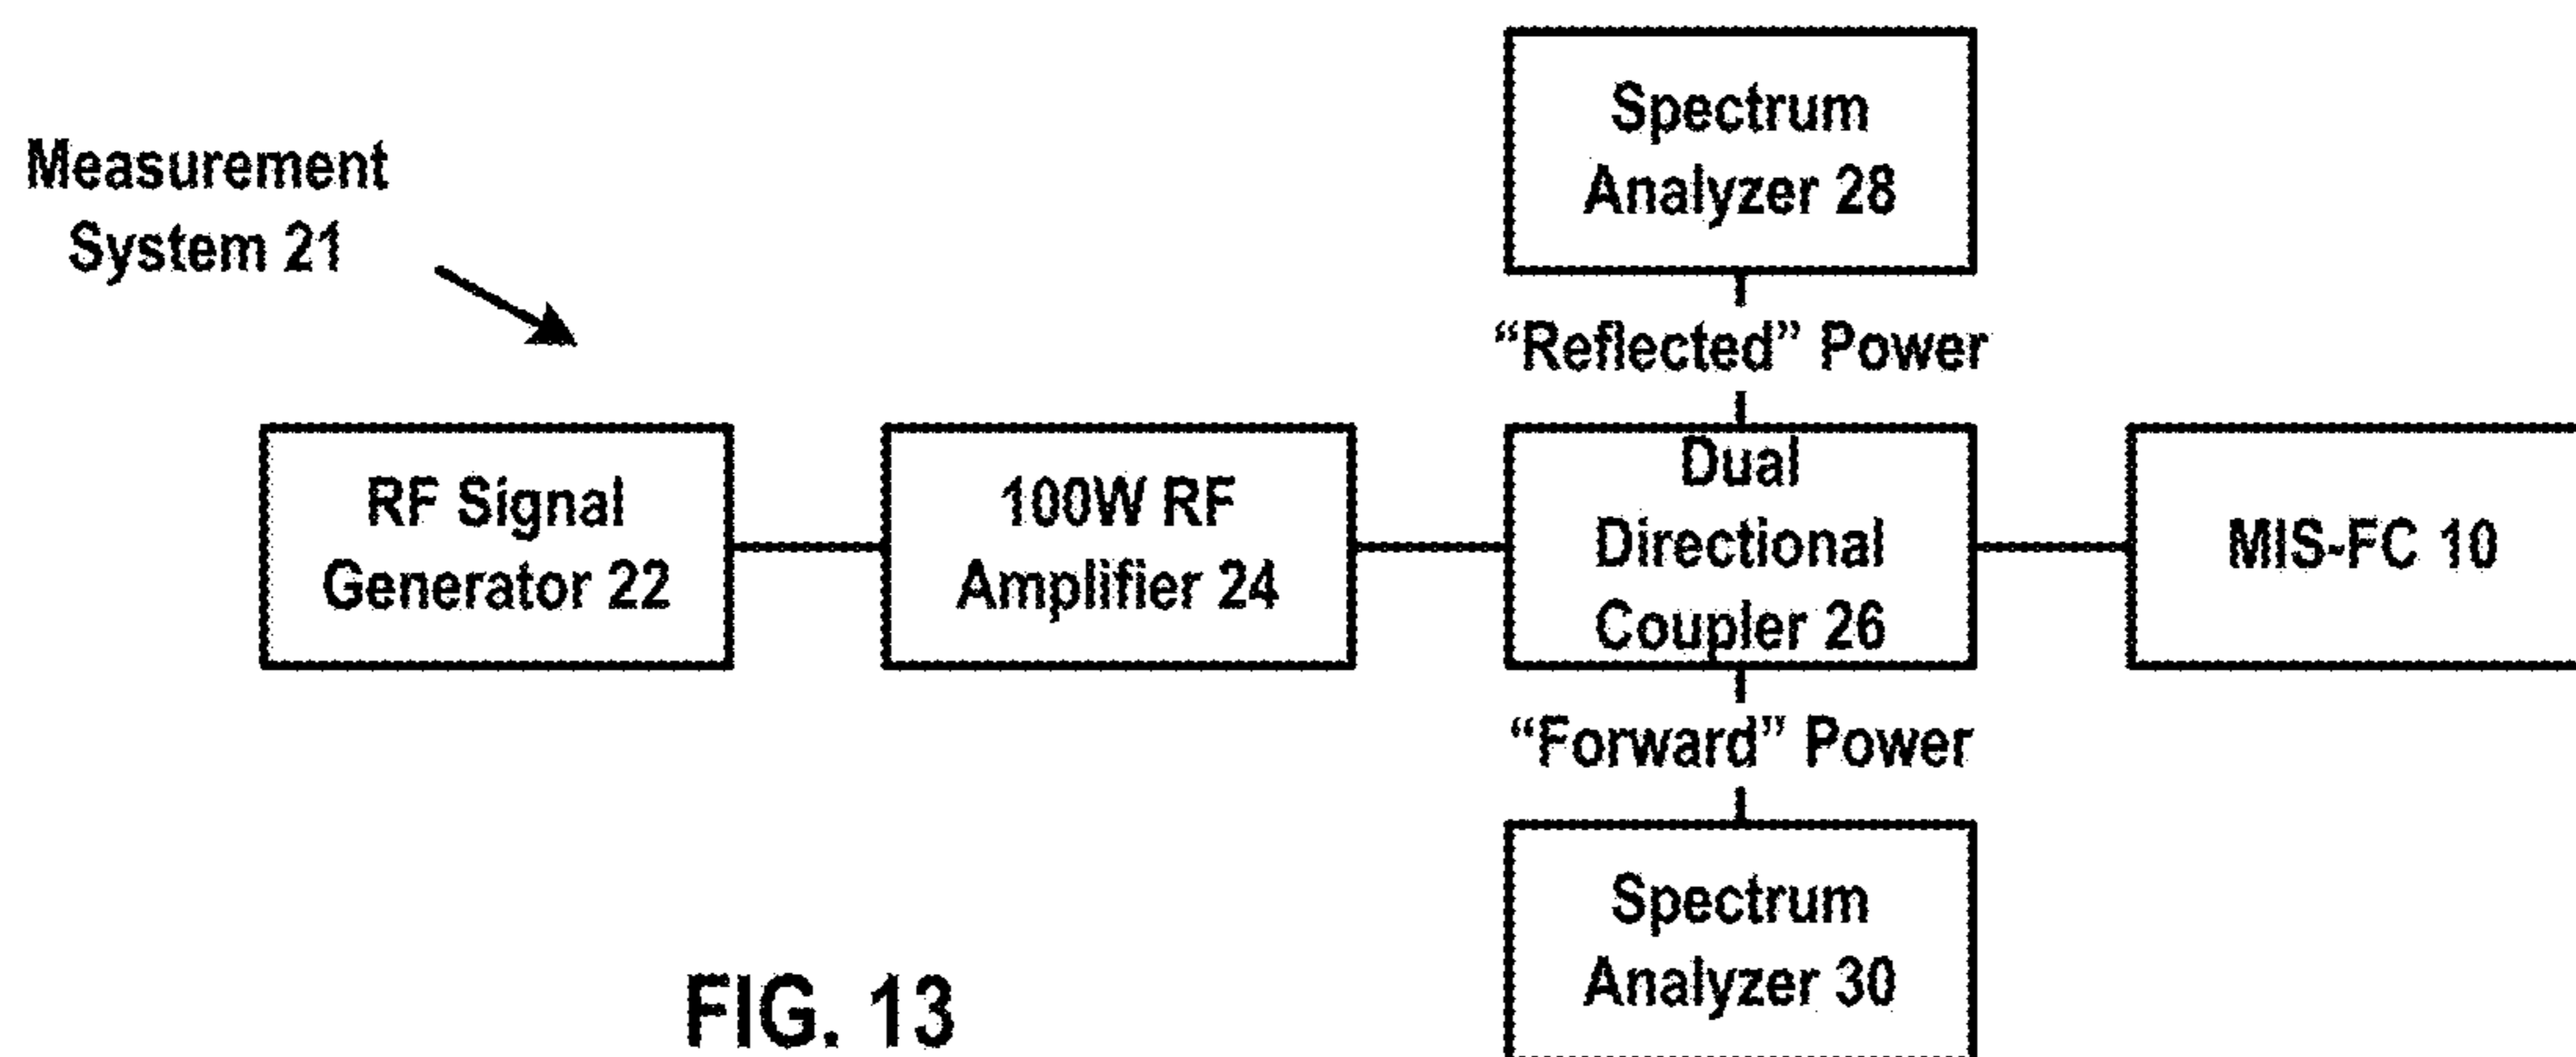 Measurement
System 21
Spectrum
Analyzer 28
“Reflected” Power
RF Signal
Generator 22
100W RF
Amplifier 24
Dual
Directional
Coupler 26
MIS-FC 10
“Forward” Power
Spectrum
Analyzer 30
FIG. 13